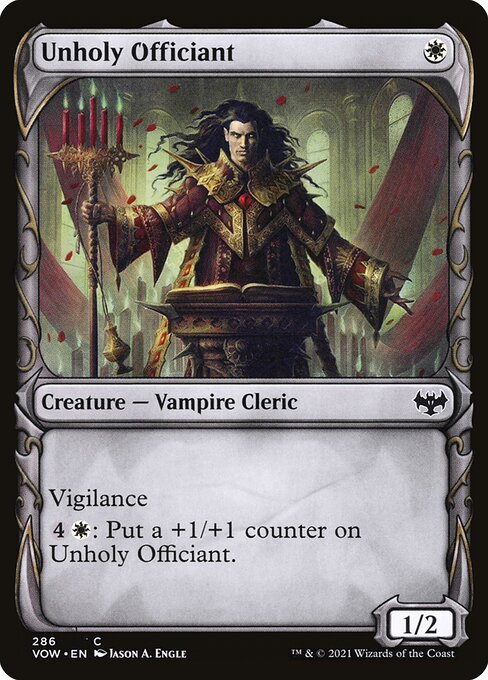 Unholy Officiant
Creature — Vampire Cleric
Vigilance
4 : Put a +1/+1 counter on
Unholy Officiant.
1/2
286 C
VOW • EN Jason A. Engle
™ & © 2021 Wizards of the Coast